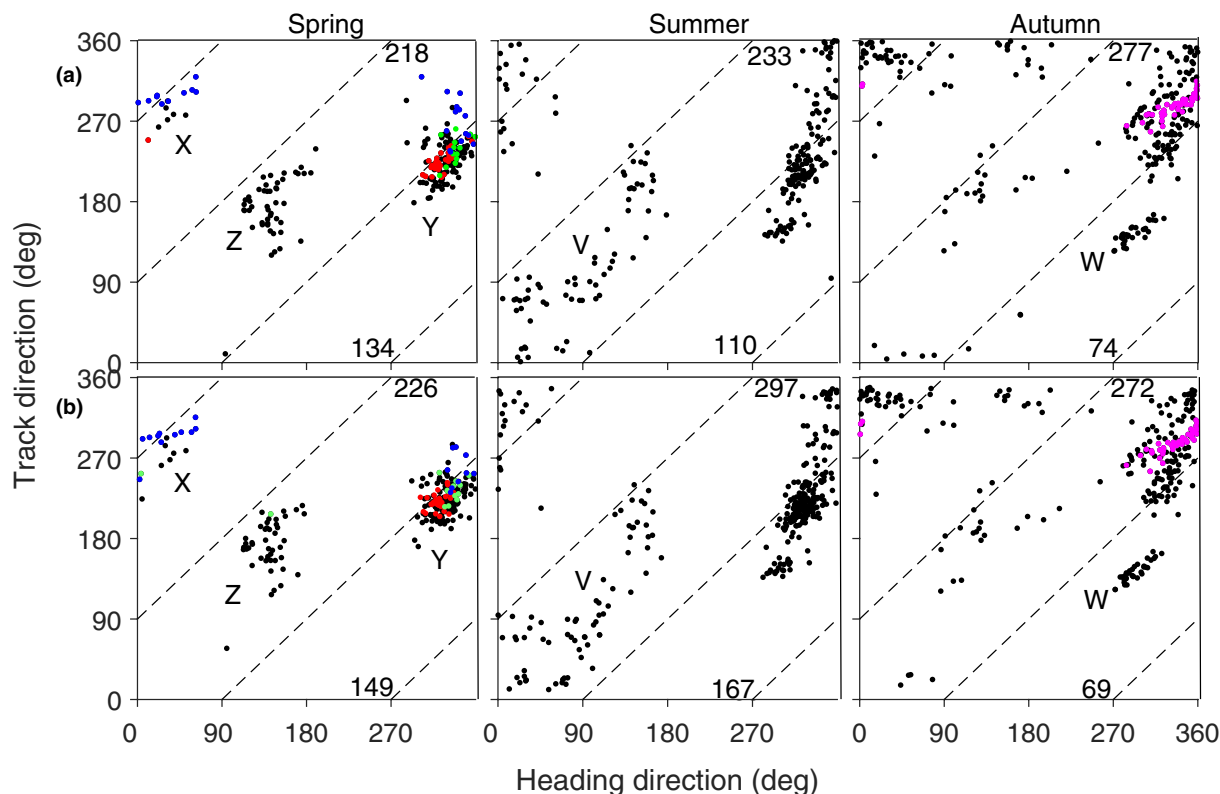 Spring Summer Autumn
(a)
360 218 233 277
270
X
180
Z Y V W
90
0 134 110 74
(b)
360 226 297 272
270
X
180
Z Y V W
90
0 149 167 69
0 90 180 270 0 90 180 270 0 90 180 270 360
Track direction (deg)
Heading direction (deg)